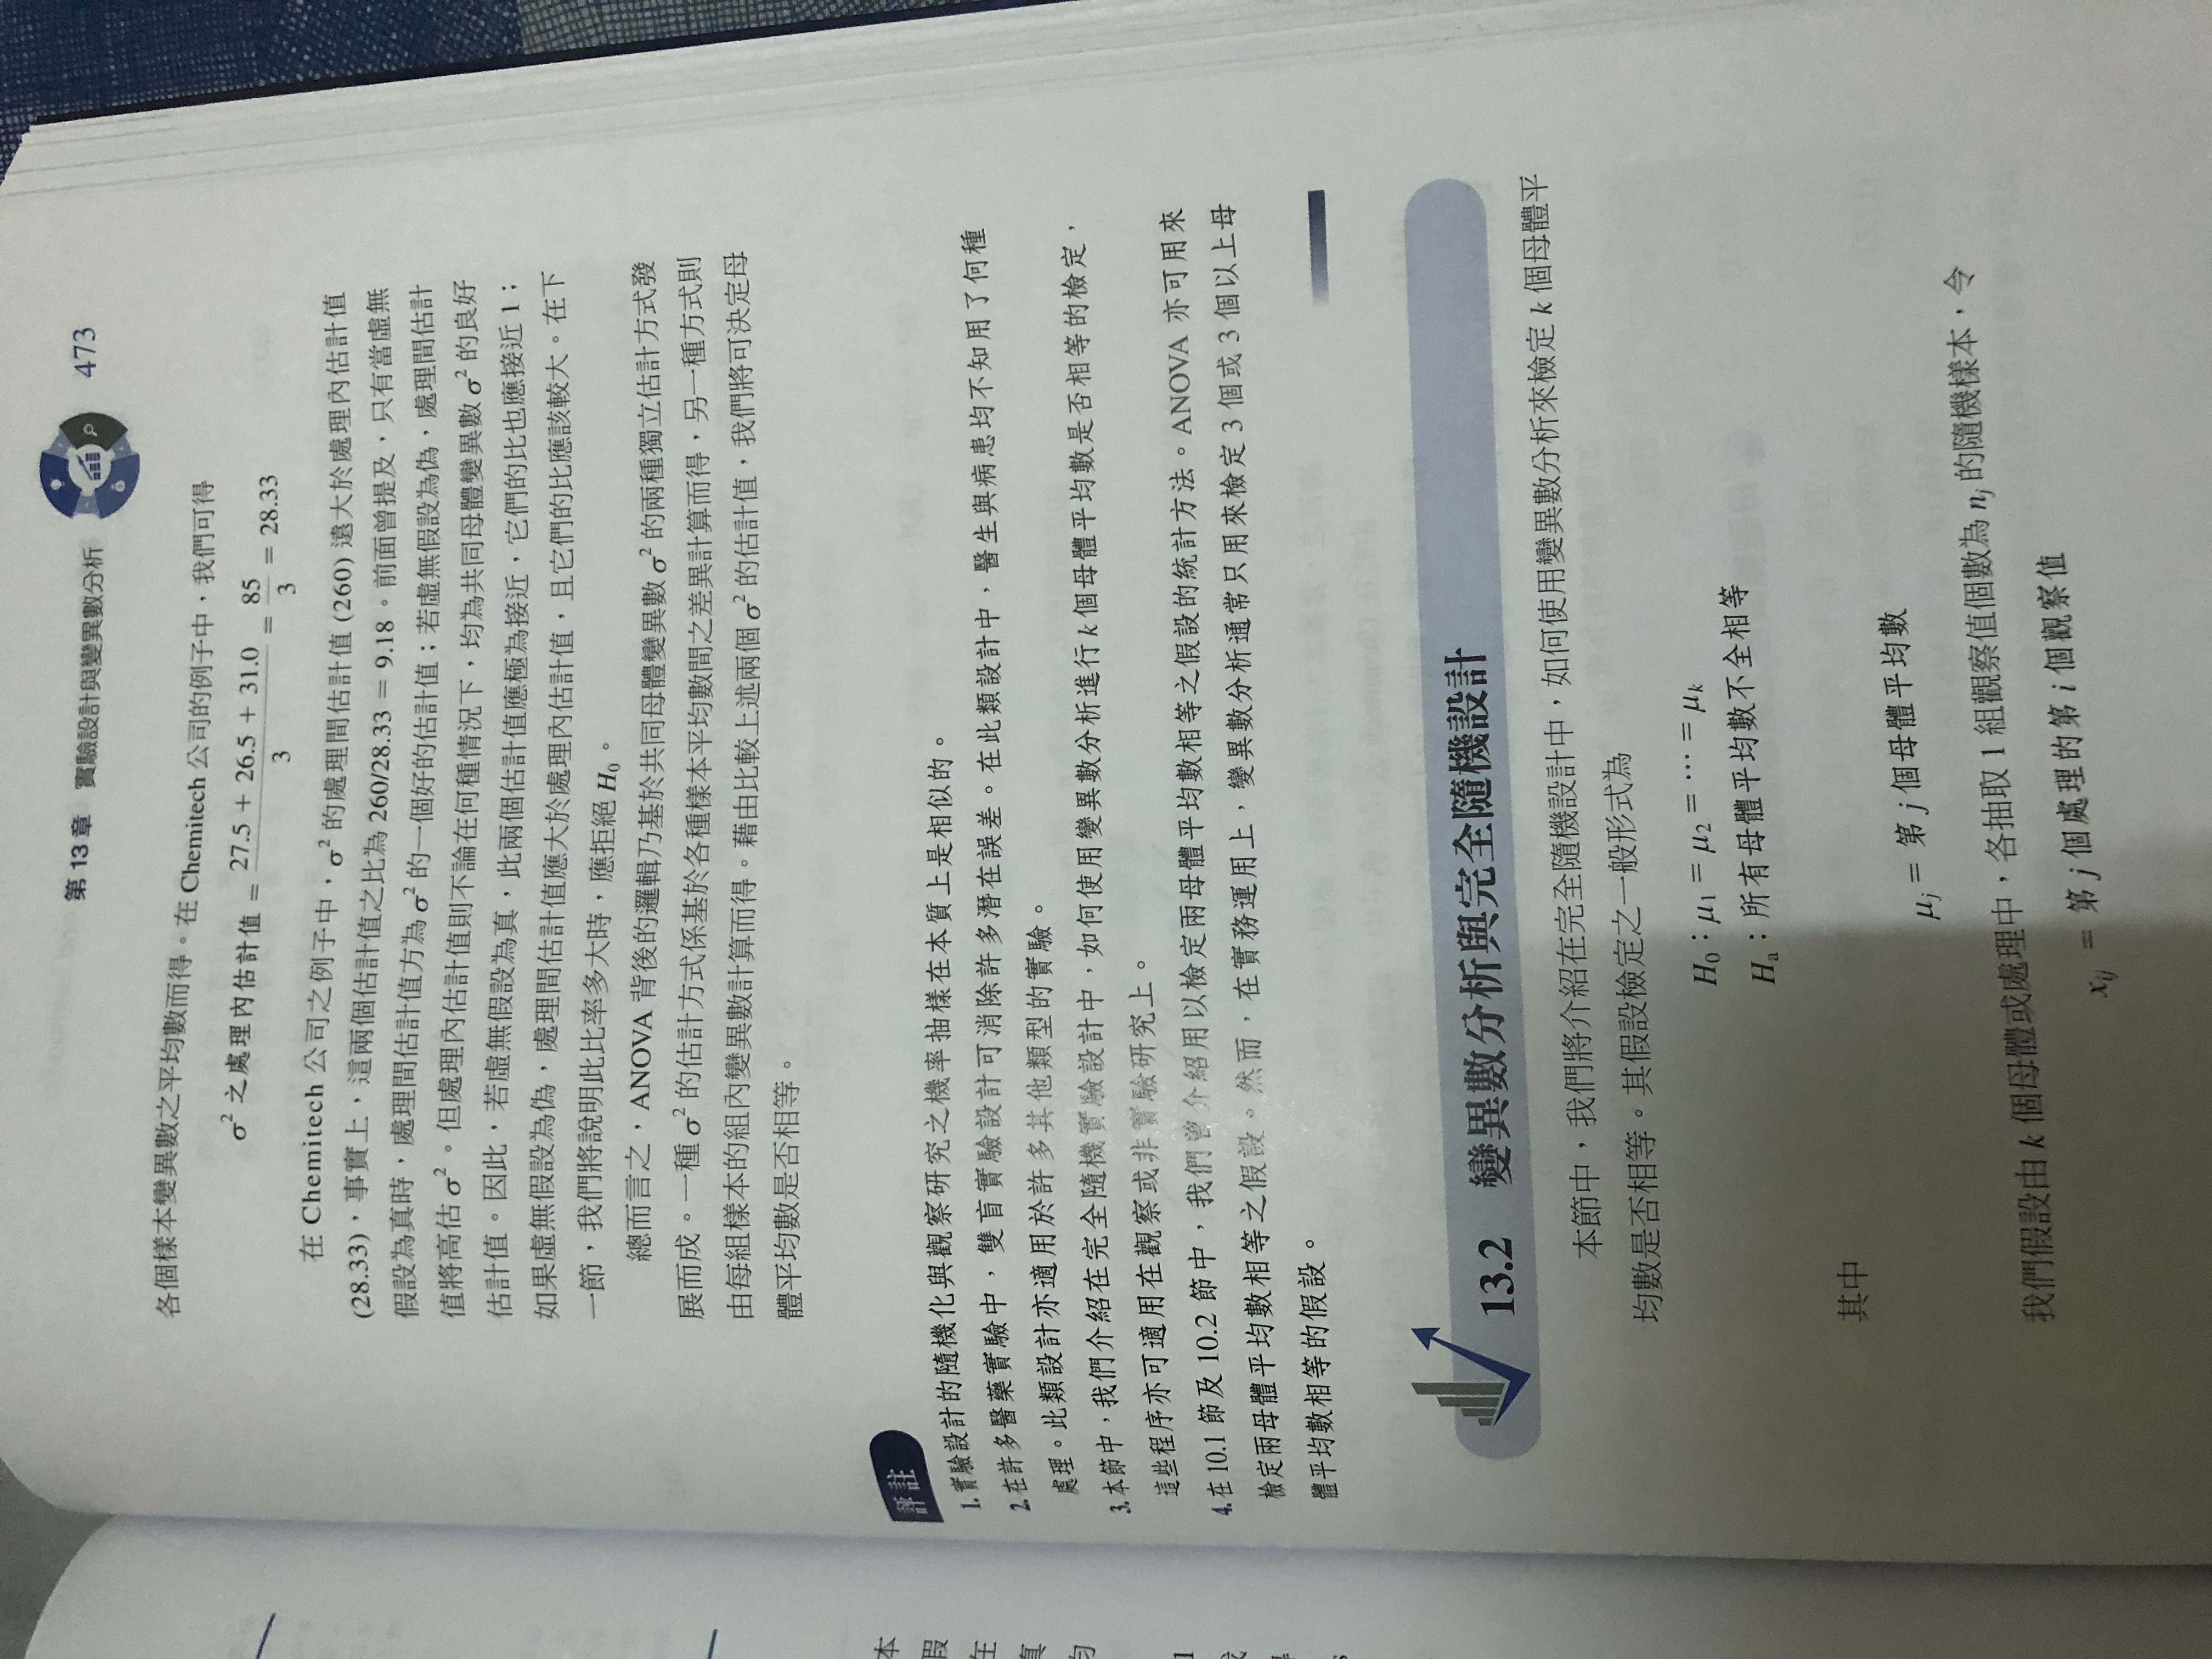 第 13 章　實驗設計與變異數分析　473
各個樣本變異數之平均數而得。在 Chemitech 公司的例子中，我們可得
σ² 之處理內估計值 = (27.5 + 26.5 + 31.0)/3 = 85/3 = 28.33
在 Chemitech 公司之例子中，σ² 的處理間估計值 (260) 遠大於處理內估計值
(28.33)，事實上，這兩個估計值之比為 260/28.33 = 9.18。前面曾提及，只有當虛無
假設為真時，處理間估計值方為 σ² 的一個好的估計值；若虛無假設為偽，處理間估計
值將高估 σ²。但處理內估計值則不論在何種情況下，均為共同母體變異數 σ² 的良好
估計值。因此，若虛無假設為真，此兩個估計值應極為接近，它們的比也應接近 1；
如果虛無假設為偽，處理間估計值應大於處理內估計值，且它們的比應該較大。在下
一節，我們將說明此比率多大時，應拒絕 H₀。
總而言之，ANOVA 背後的邏輯乃基於共同母體變異數 σ² 的兩種獨立估計方式發
展而成。一種 σ² 的估計方式係基於各種樣本平均數間之差異計算而得，另一種方式則
由每組樣本的組內變異數計算而得。藉由比較上述兩個 σ² 的估計值，我們將可決定母
體平均數是否相等。
評註
1. 實驗設計的隨機化與觀察研究之機率抽樣在本質上是相似的。
2. 在許多醫藥實驗中，雙盲實驗設計可消除許多潛在誤差。在此類設計中，醫生與病患均不知用了何種
處理。此類設計亦適用於許多其他類型的實驗。
3. 本節中，我們介紹在完全隨機實驗設計中，如何使用變異數分析進行 k 個母體平均數是否相等的檢定，
這些程序亦可適用在觀察或非實驗研究上。
4. 在 10.1 節及 10.2 節中，我們曾介紹用以檢定兩母體平均數相等之假設的統計方法。ANOVA 亦可用來
檢定兩母體平均數相等之假設。然而，在實務運用上，變異數分析通常只用來檢定 3 個或 3 個以上母
體平均數相等的假設。
13.2　變異數分析與完全隨機設計
本節中，我們將介紹在完全隨機設計中，如何使用變異數分析來檢定 k 個母體平
均數是否相等。其假設檢定之一般形式為
H₀：μ₁ = μ₂ = ⋯ = μₖ
Hₐ：所有母體平均數不全相等
其中
μⱼ = 第 j 個母體平均數
我們假設由 k 個母體或處理中，各抽取 1 組觀察值個數為 nⱼ 的隨機樣本，令
xᵢⱼ = 第 j 個處理的第 i 個觀察值